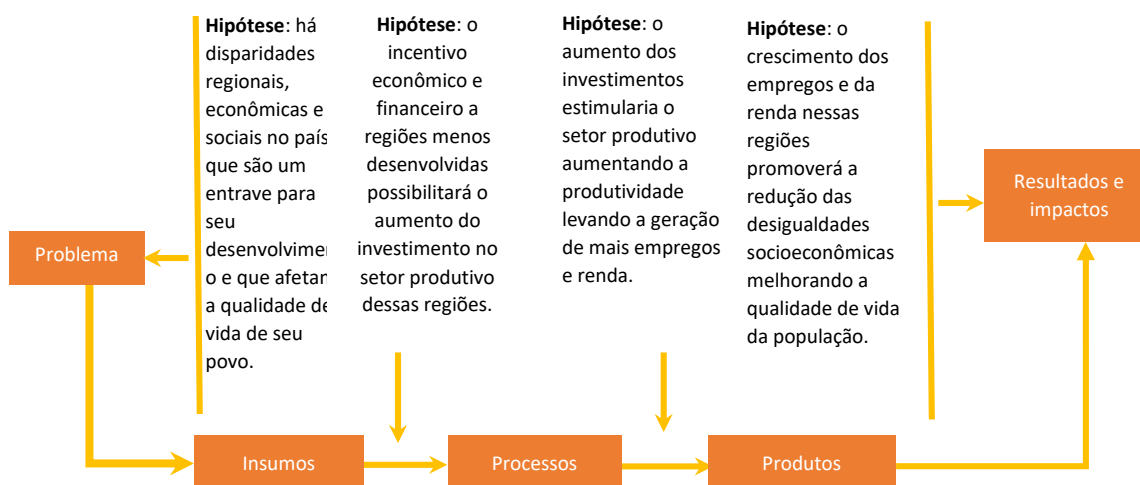 Hipótese: há
disparidades
regionais,
econômicas e
sociais no país
que são um
entrave para
seu
desenvolvimen
o e que afetan
a qualidade de
vida de seu
povo.
Hipótese: o
incentivo
econômico e
financeiro a
regiões menos
desenvolvidas
possibilitará o
aumento do
investimento no
setor produtivo
dessas regiões.
Hipótese: o
aumento dos
investimentos
estimularia o
setor produtivo
aumentando a
produtividade
levando a geração
de mais empregos
e renda.
Hipótese: o
crescimento dos
empregos e da
renda nessas
regiões
promoverá a
redução das
desigualdades
socioeconômicas
melhorando a
qualidade de vida
da população.
Problema
Insumos
Processos
Produtos
Resultados e
impactos